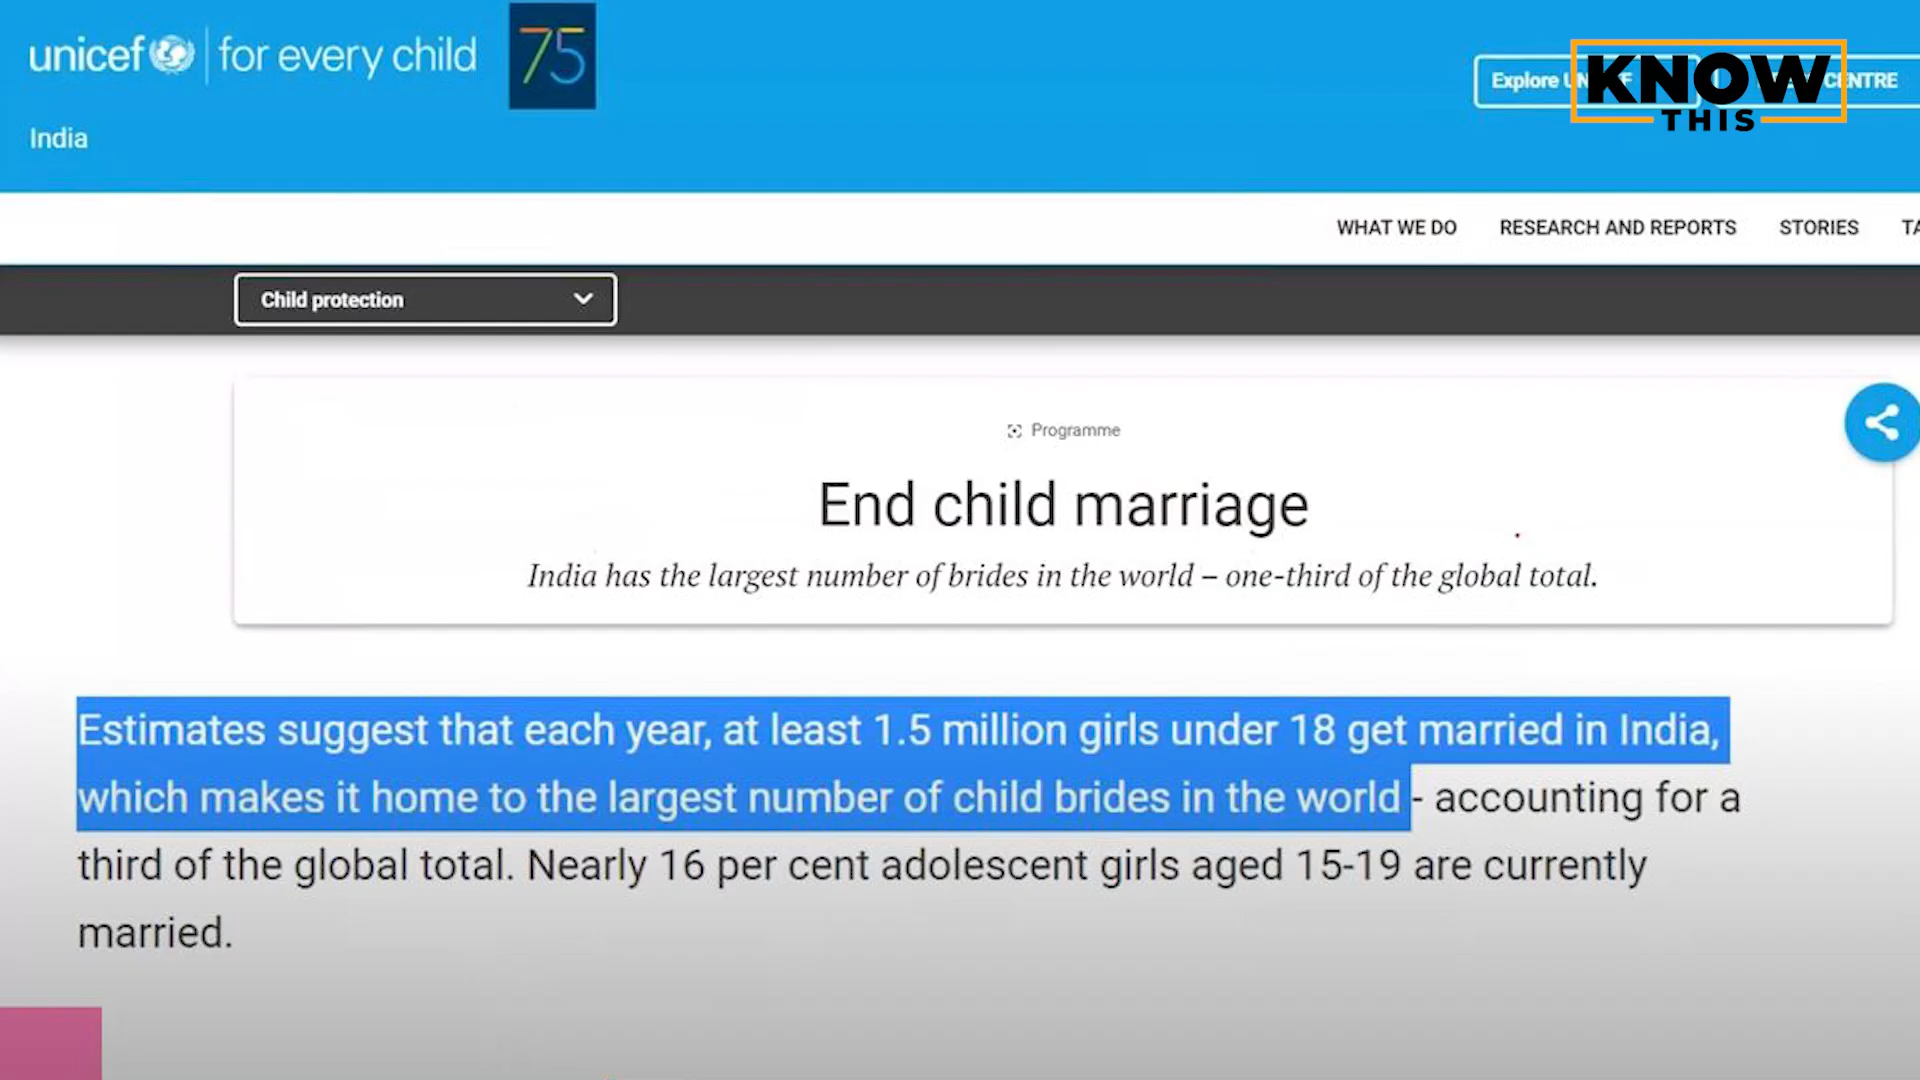 unicef for every child 75
India
Explore
KNOW
THIS
CENTRE
WHAT WE DO RESEARCH AND REPORTS STORIES
Child protection
Programme
End child marriage
India has the largest number of brides in the world – one-third of the global total.
Estimates suggest that each year, at least 1.5 million girls under 18 get married in India,
which makes it home to the largest number of child brides in the world - accounting for a
third of the global total. Nearly 16 per cent adolescent girls aged 15-19 are currently
married.